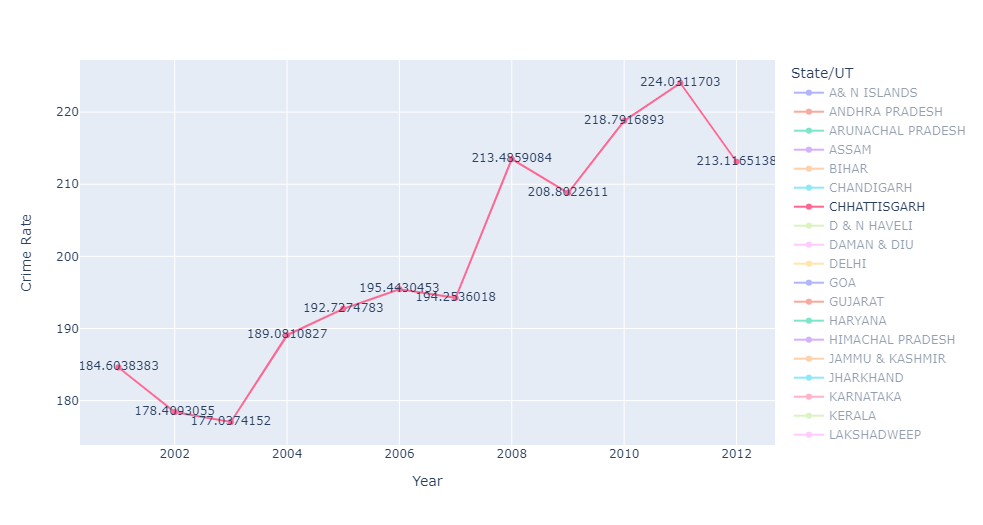 State/UT
A& N ISLANDS
ANDHRA PRADESH
ARUNACHAL PRADESH
ASSAM
BIHAR
CHANDIGARH
CHHATTISGARH
D & N HAVELI
DAMAN & DIU
DELHI
GOA
GUJARAT
HARYANA
HIMACHAL PRADESH
JAMMU & KASHMIR
JHARKHAND
KARNATAKA
KERALA
LAKSHADWEEP
220
210
200
190
180
Crime Rate
184.6038383
178.4093055
177.0374152
189.0810827
192.7274783
195.4430453
194.2536018
213.4859084
208.8022611
218.7916893
224.0311703
213.1165138
2002 2004 2006 2008 2010 2012
Year